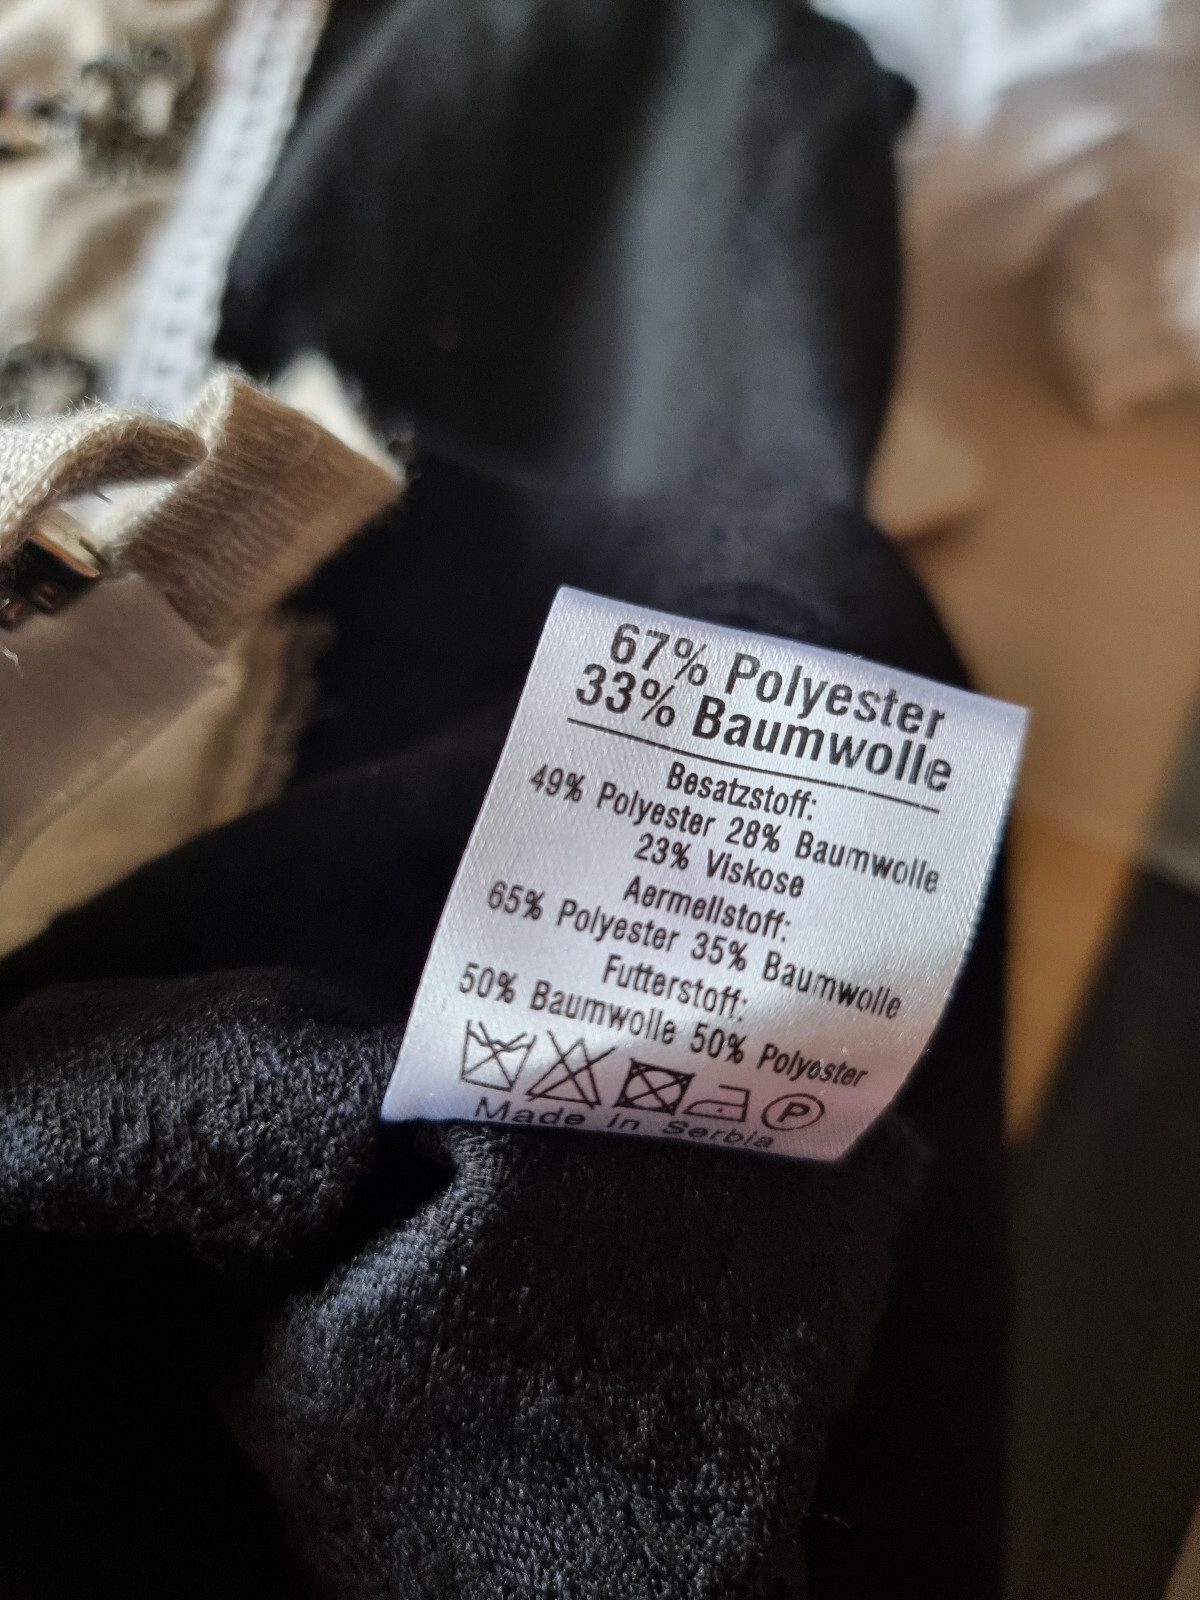 67% Polyester
33% Baumwolle
Besatzstoff:
49% Polyester 28% Baumwolle
23% Viskose
Aermellstoff:
65% Polyester 35% Baumwolle
Futterstoff:
50% Baumwolle 50% Polyester
P
Made in Serbia